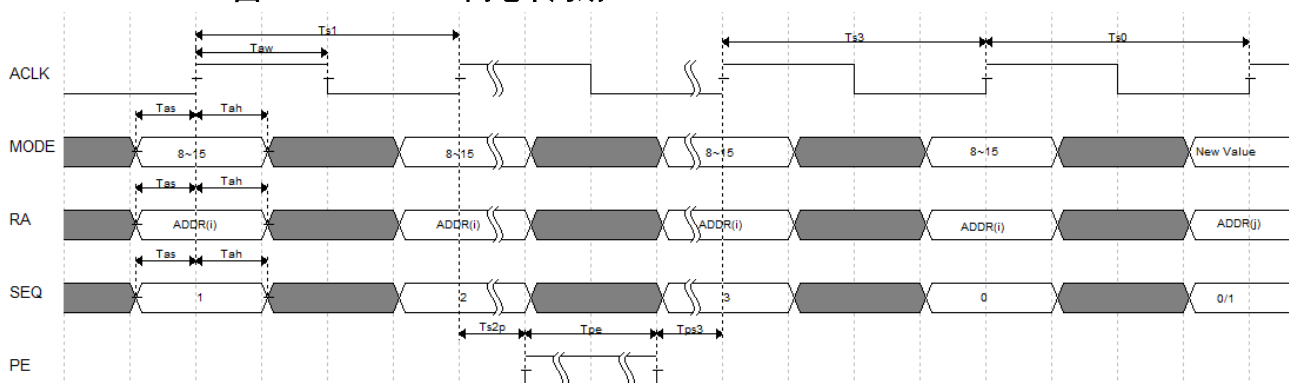 Ts1
Ts3
Ts0
Taw
ACLK
Tas
Tah
MODE
8~15
8~15
8~15
8~15
New Value
Tas
Tah
RA
ADDR(i)
ADDR(i)
ADDR(i)
ADDR(i)
ADDR(j)
Tas
Tah
SEQ
1
2
3
0
0/1
Ts2p
Tpe
Tps3
PE